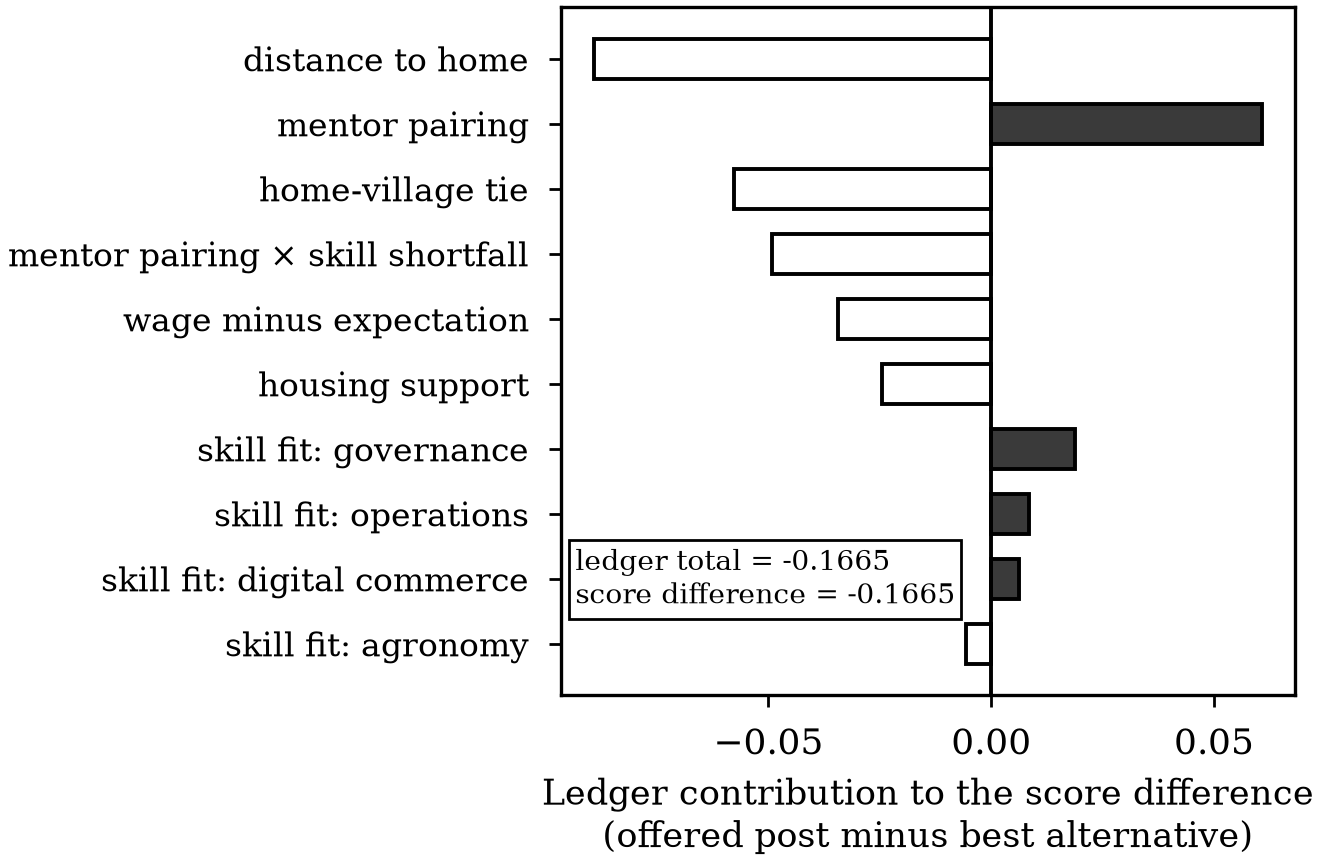 distance to home
mentor pairing
home-village tie
mentor pairing × skill shortfall
wage minus expectation
housing support
skill fit: governance
skill fit: operations
skill fit: digital commerce
skill fit: agronomy
ledger total = -0.1665
score difference = -0.1665
−0.05 0.00 0.05
Ledger contribution to the score difference
(offered post minus best alternative)